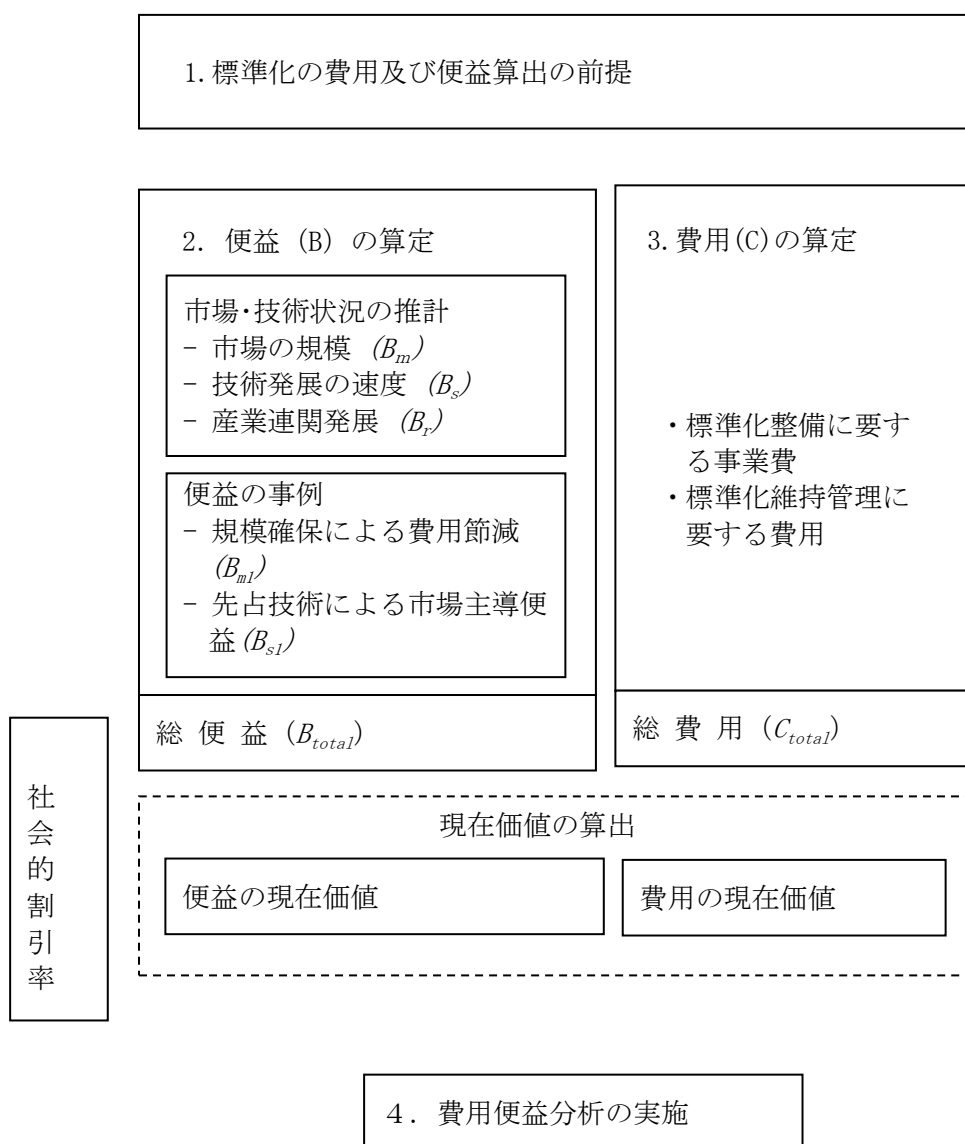 1.標準化の費用及び便益算出の前提
2. 便益 (B) の算定
市場・技術状況の推計
- 市場の規模 (Bm)
- 技術発展の速度 (Bs)
- 産業連関発展 (Br)
便益の事例
- 規模確保による費用節減
(Bm1)
- 先占技術による市場主導便
益(Bs1)
総 便 益 (Btotal)
3.費用(C)の算定
・標準化整備に要す
る事業費
・標準化維持管理に
要する費用
総 費 用 (Ctotal)
社
会
的
割
引
率
現在価値の算出
便益の現在価値
費用の現在価値
4. 費用便益分析の実施